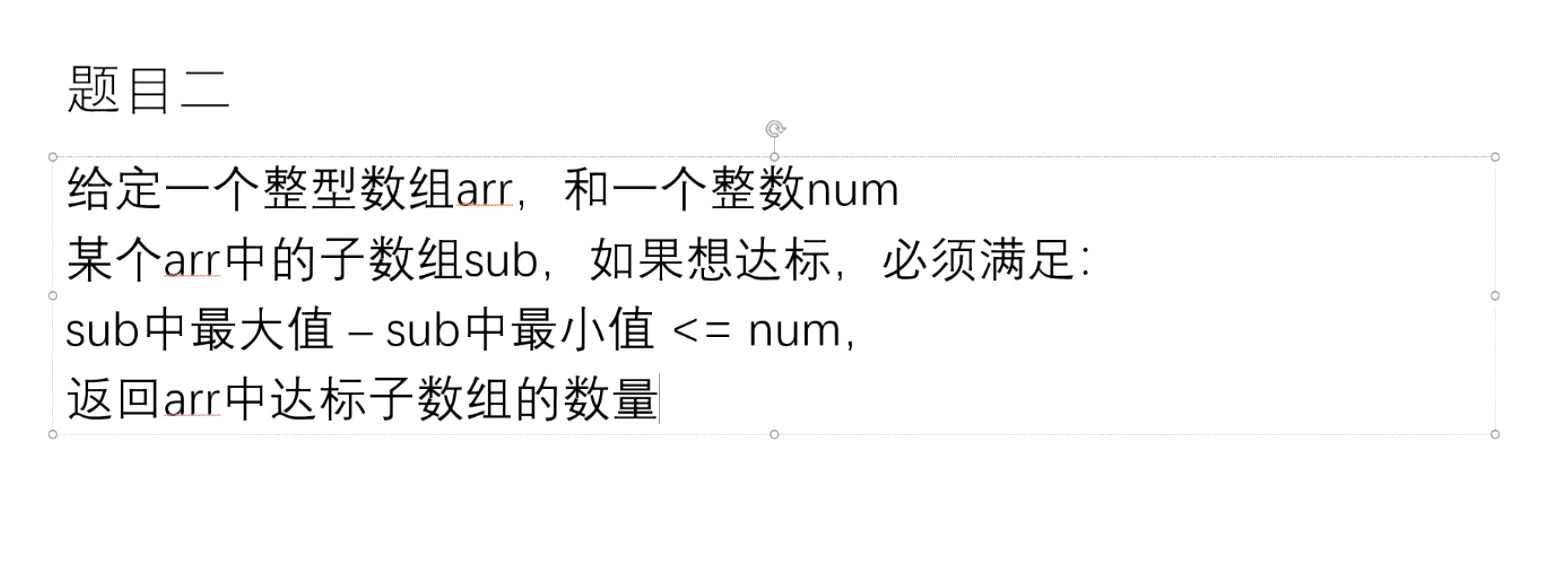 题目二
给定一个整型数组arr，和一个整数num
某个arr中的子数组sub，如果想达标，必须满足：
sub中最大值 – sub中最小值 <= num，
返回arr中达标子数组的数量